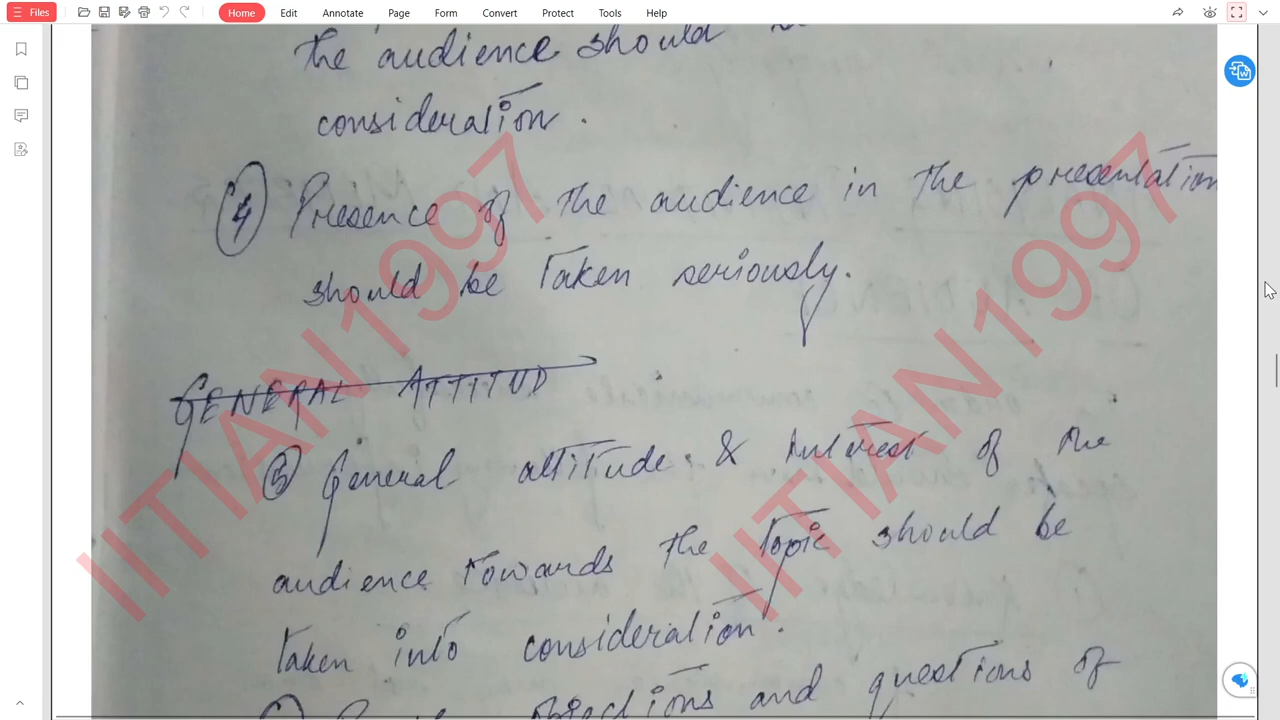 Files
Home Edit Annotate Page Form Convert Protect Tools Help
the audience should
consideration.
4 Presence of the audience in the presentation
should be taken seriously.
GENERAL ATTITUD
5 General attitude & interest of the
audience towards the topic should be
taken into consideration.
objections and questions of
IITIAN1997
IITIAN1997